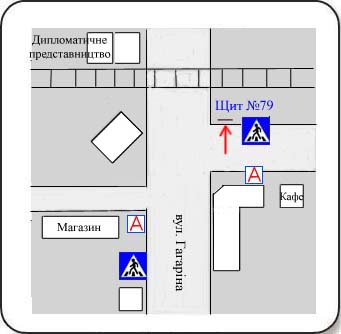 Дипломатичне
представництво
Щит №79
А
Кафе
А
Магазин
вул. Гагаріна